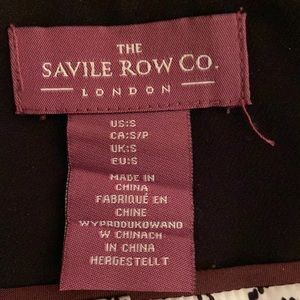 THE
SAVILE ROW CO.
LONDON
US:S
CA:S/P
UK:S
EU:S
MADE IN
CHINA
FABRIQUÉ EN
CHINE
WYPRODUKOWANO
W CHINACH
IN CHINA
HERGESTELLT